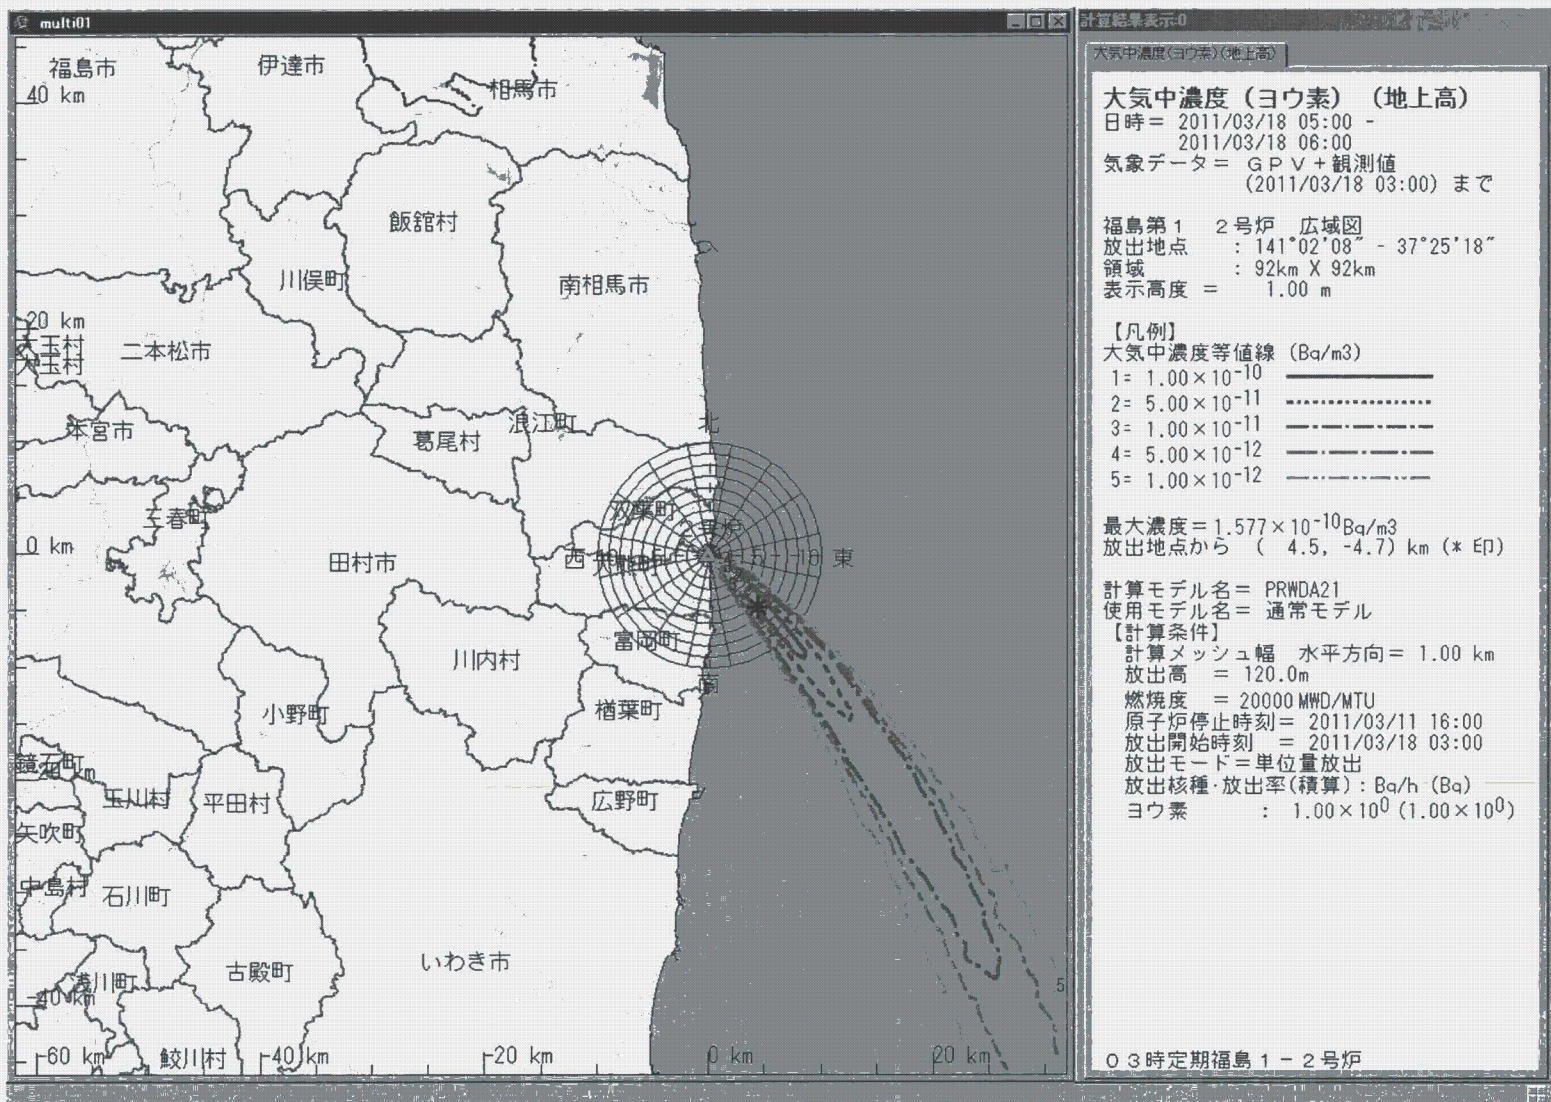 multi01
福島市
伊達市
相馬市
40 km
飯舘村
川俣町
南相馬市
20 km
大玉村
大玉村
二本松市
本宮市
葛尾村
浪江町
北
三春町
双葉町
0 km
田村市
西
10
東
富岡町
川内村
南
小野町
楢葉町
鏡石町
玉川村
平田村
広野町
矢吹町
中島村
石川町
いわき市
古殿町
浅川町
-40 km
5
鮫川村
-60 km
-40 km
-20 km
0 km
20 km
計算結果表示:0
大気中濃度(ヨウ素)(地上高)
大気中濃度(ヨウ素) (地上高)
日時= 2011/03/18 05:00 -
2011/03/18 06:00
気象データ= GPV+観測値
(2011/03/18 03:00) まで
福島第1 2号炉 広域図
放出地点 : 141°02'08" - 37°25'18"
領域 : 92km X 92km
表示高度 = 1.00 m
【凡例】
大気中濃度等値線 (Bq/m3)
1= 1.00×10⁻¹⁰
2= 5.00×10⁻¹¹
3= 1.00×10⁻¹¹
4= 5.00×10⁻¹²
5= 1.00×10⁻¹²
最大濃度=1.577×10⁻¹⁰Bq/m3
放出地点から ( 4.5, -4.7) km (* 印)
計算モデル名= PRWDA21
使用モデル名= 通常モデル
【計算条件】
計算メッシュ幅 水平方向= 1.00 km
放出高 = 120.0m
燃焼度 = 20000MWD/MTU
原子炉停止時刻= 2011/03/11 16:00
放出開始時刻 = 2011/03/18 03:00
放出モード=単位量放出
放出核種・放出率(積算):Bq/h (Bq)
ヨウ素 : 1.00×10⁰ (1.00×10⁰)
03時定期福島1-2号炉